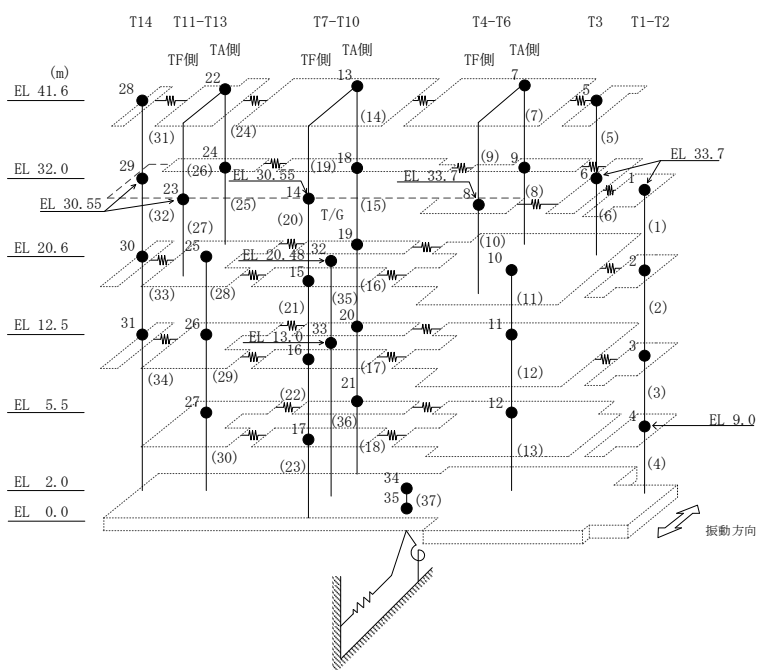 T14 T11-T13 T7-T10 T4-T6 T3 T1-T2
TF側 TA側 TF側 TA側 TF側 TA側
(m)
EL 41.6 28 22 13 7 5
(31) (24) (14) (7) (5)
EL 32.0 29 24 (19) 18 (9) 9 6 EL 33.7
(26) EL 30.55 EL 33.7 1
23 14 8 (8)
EL 30.55 (32) (25) (20) T/G (15) (6) (1)
(27) 19 (10)
EL 20.6 30 25 EL 20.48 32 10 2
(33) (28) 15 (35) (16) (11)
(21) 20 (2)
EL 12.5 31 26 33 11
EL 13.0 16 3
(34) (29) (17) (12)
21 (3)
EL 5.5 27 (22) 12 4
17 (36) EL 9.0
(30) (18) (13)
(23) (4)
EL 2.0 34
35 (37)
EL 0.0
振動方向